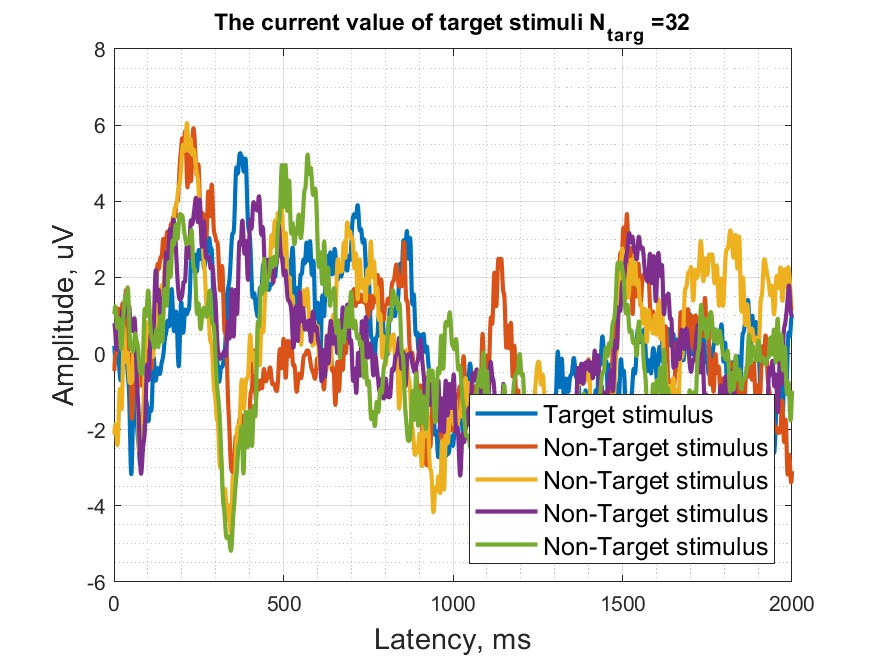 The current value of target stimuli N_targ =32
8
6
4
2
0
-2
-4
-6
Amplitude, uV
Target stimulus
Non-Target stimulus
Non-Target stimulus
Non-Target stimulus
Non-Target stimulus
0 500 1000 1500 2000
Latency, ms